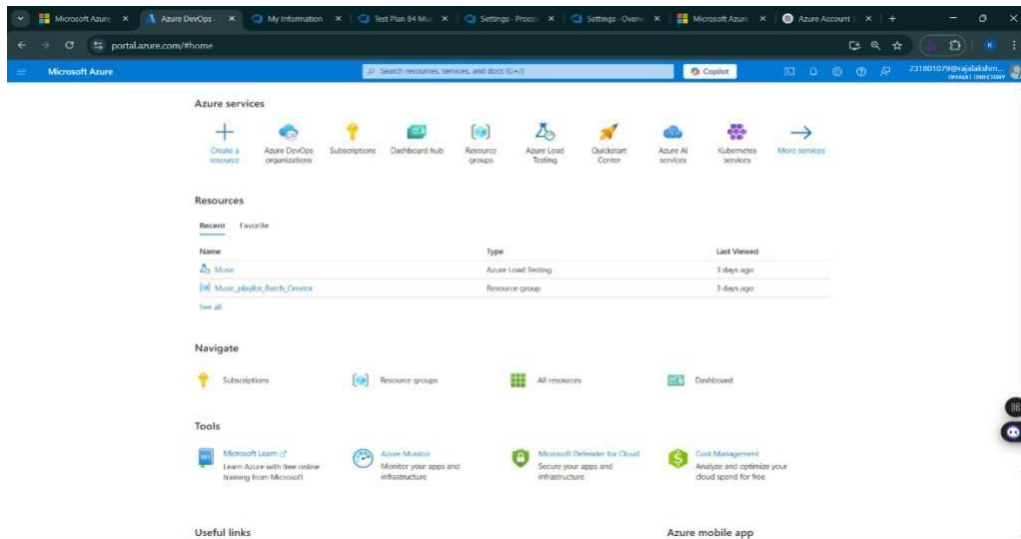 Microsoft Azure
Azure DevOps
My Information
Test Plan 84 Mu
Settings - Proce
Settings - Overv
Microsoft Azure
Azure Account
portal.azure.com/#home
Microsoft Azure
Search resources, services, and docs (G+/)
Copilot
231801079@rajalakshm...
DEFAULT DIRECTORY
Azure services
Create a resource
Azure DevOps organizations
Subscriptions
Dashboard hub
Resource groups
Azure Load Testing
Quickstart Center
Azure AI services
Kubernetes services
More services
Resources
Recent Favorite
Name Type Last Viewed
Music Azure Load Testing 3 days ago
Music_playlist_Batch_Creator Resource group 3 days ago
See all
Navigate
Subscriptions Resource groups All resources Dashboard
Tools
Microsoft Learn
Learn Azure with free online
training from Microsoft
Azure Monitor
Monitor your apps and
infrastructure
Microsoft Defender for Cloud
Secure your apps and
infrastructure
Cost Management
Analyze and optimize your
cloud spend for free
Useful links
Azure mobile app